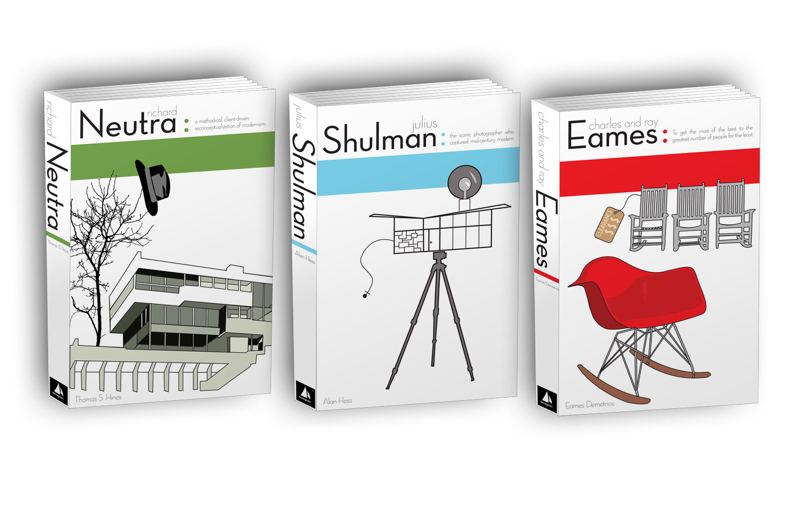 richard
Neutra
richard
Neutra :
a methodical, client-driven
reconceptualization of modernism
Thomas S. Hines
julius
Shulman
Alan Hess
julius
Shulman :
the iconic photographer who
captured mid-century modern.
Alan Hess
charles and ray
Eames
charles and ray
Eames :
To get the most of the best to the
greatest number of people for the least
Eames Demetrios